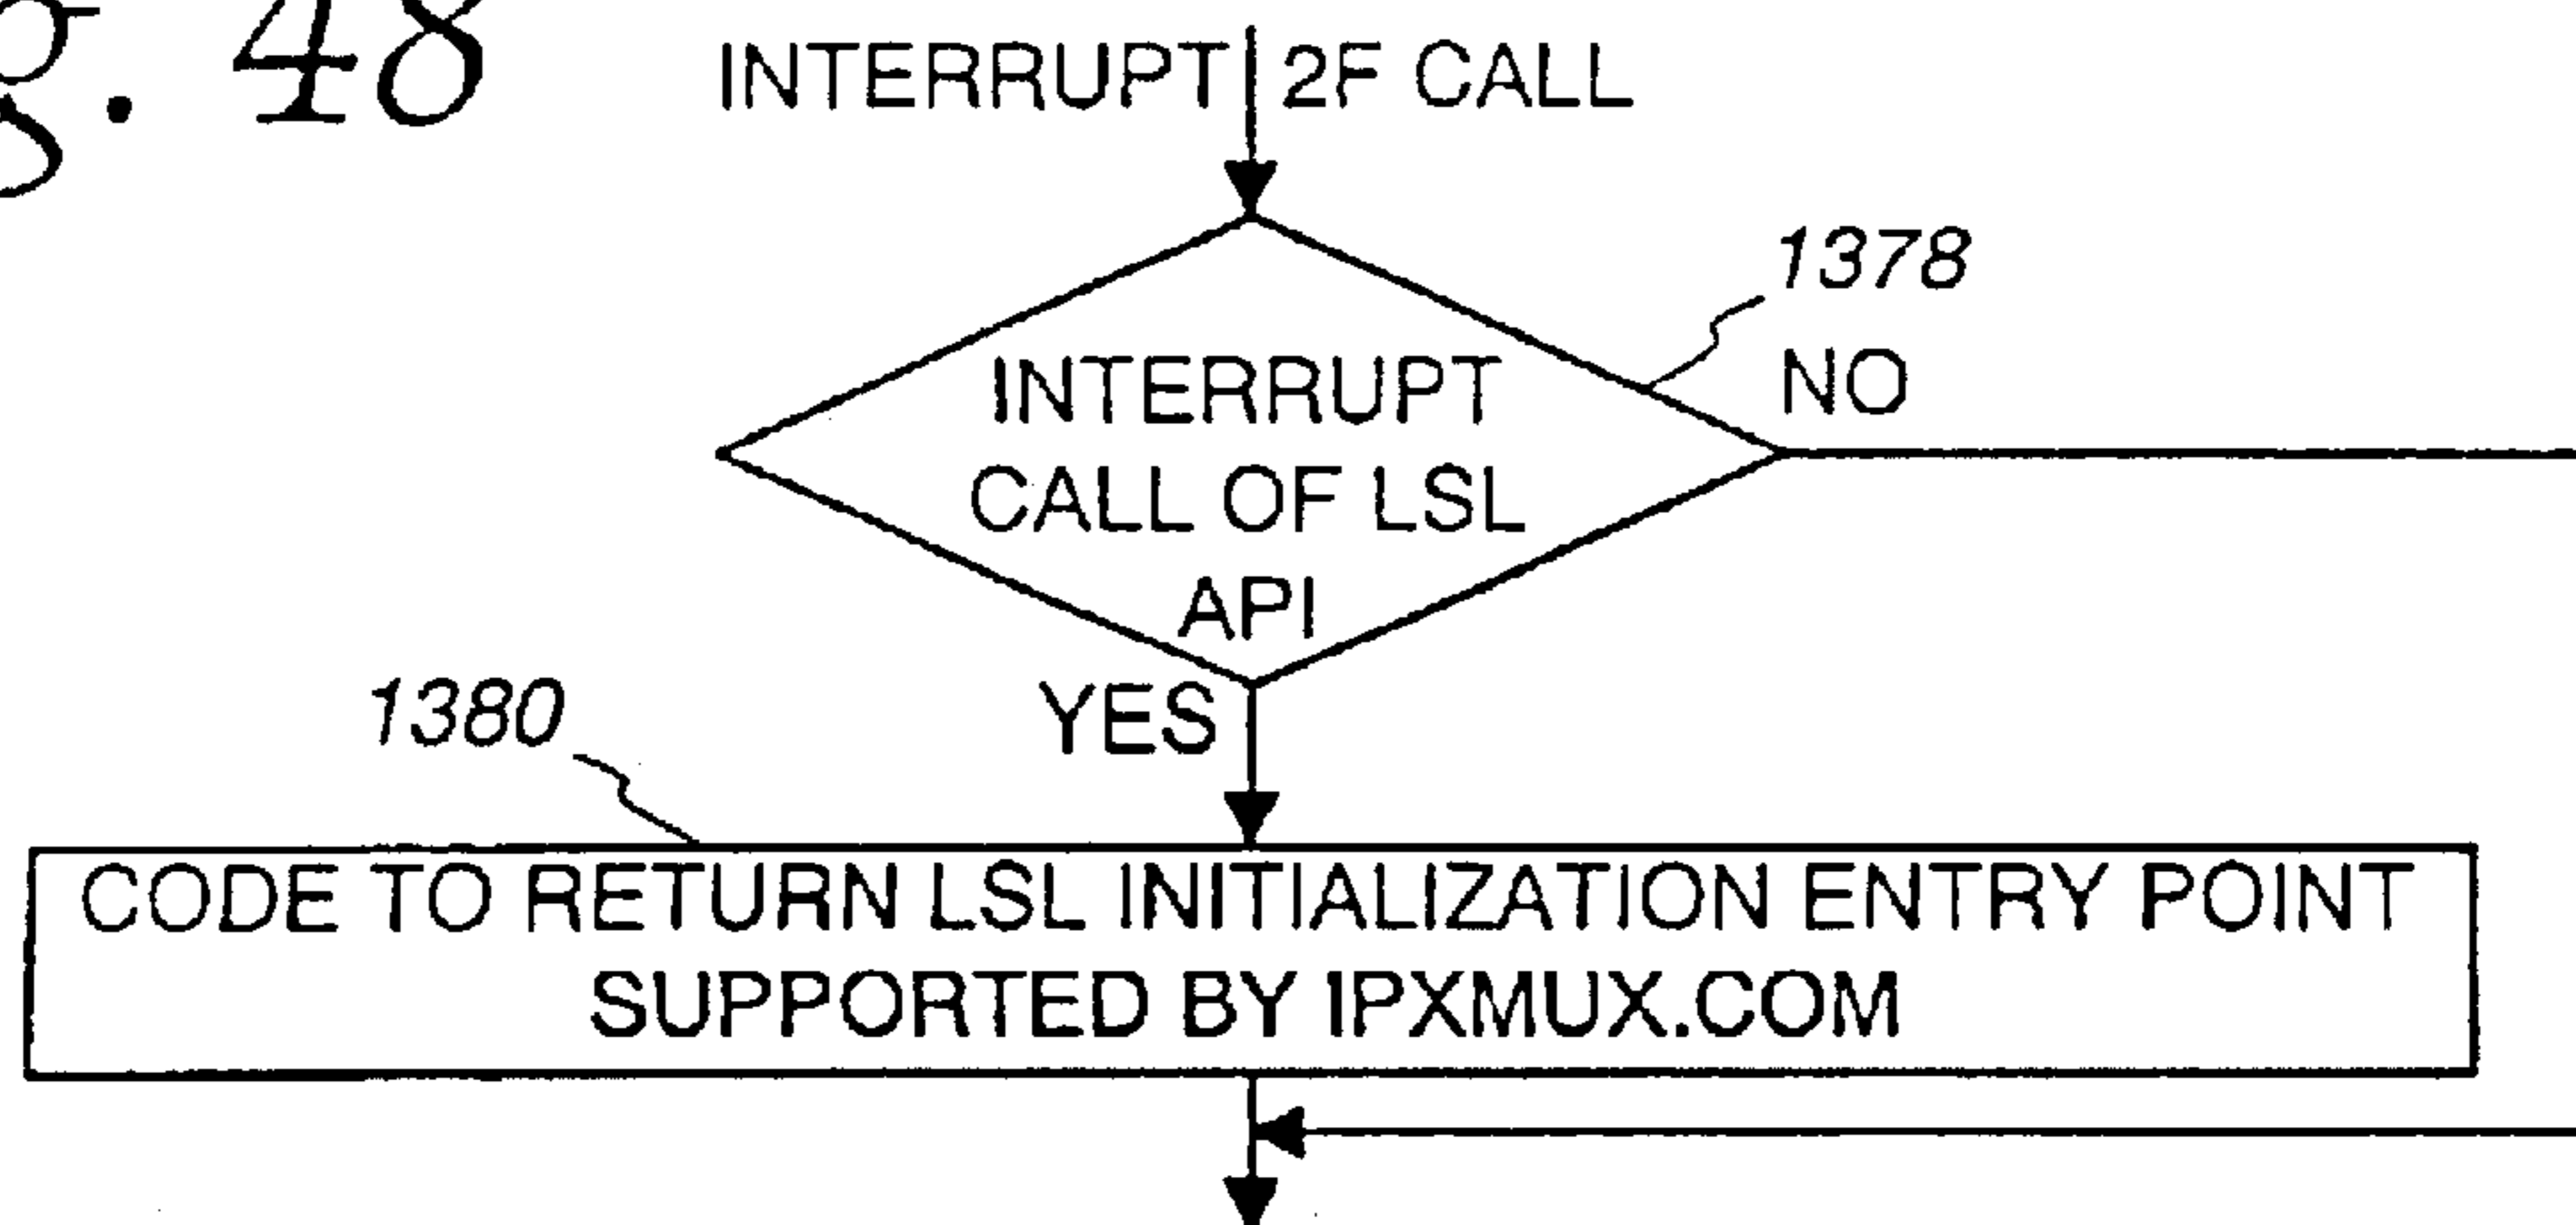 g. 48
INTERRUPT 2F CALL
1378
NO
INTERRUPT
CALL OF LSL
API
YES
1380
CODE TO RETURN LSL INITIALIZATION ENTRY POINT
SUPPORTED BY IPXMUX.COM